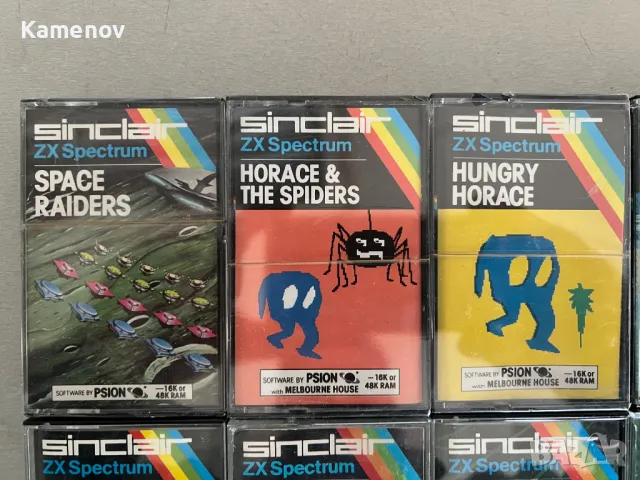 Kamenov
sinclair
ZX Spectrum
SPACE
RAIDERS
SOFTWARE BY PSION
—16K or
48K RAM
sinclair
ZX Spectrum
HORACE &
THE SPIDERS
SOFTWARE BY PSION
with MELBOURNE HOUSE
—16K or
48K RAM
sinclair
ZX Spectrum
HUNGRY
HORACE
SOFTWARE BY PSION
with MELBOURNE HOUSE
—16K or
48K RAM
sinclair
ZX Spectrum
sinclair
ZX Spectrum
sinclair
ZX Spectrum